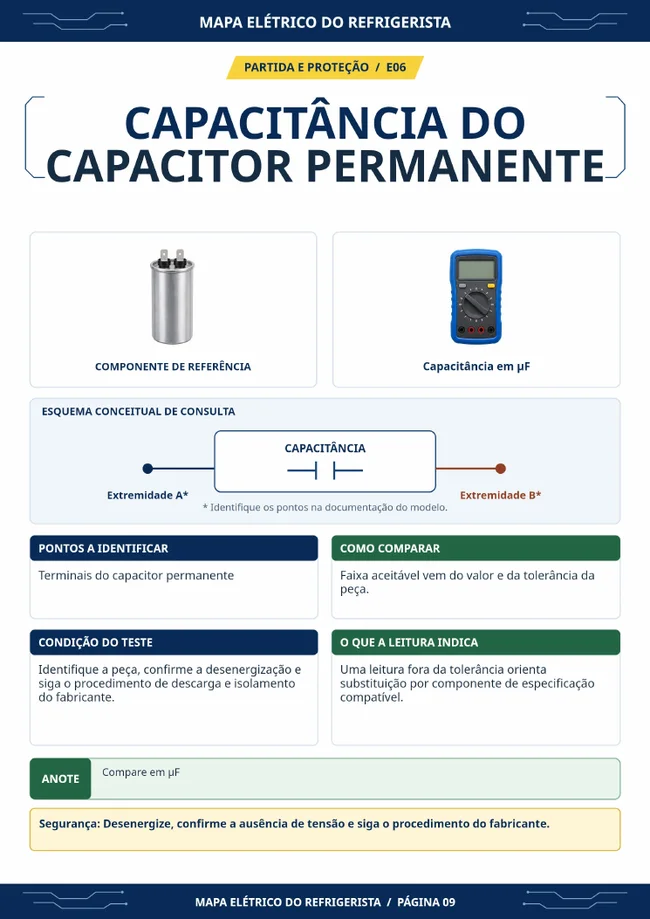 MAPA ELÉTRICO DO REFRIGERISTA
PARTIDA E PROTEÇÃO / E06
CAPACITÂNCIA DO
CAPACITOR PERMANENTE
COMPONENTE DE REFERÊNCIA
Capacitância em µF
ESQUEMA CONCEITUAL DE CONSULTA
CAPACITÂNCIA
Extremidade A*
Extremidade B*
* Identifique os pontos na documentação do modelo.
PONTOS A IDENTIFICAR
Terminais do capacitor permanente
COMO COMPARAR
Faixa aceitável vem do valor e da tolerância da
peça.
CONDIÇÃO DO TESTE
Identifique a peça, confirme a desenergização e
siga o procedimento de descarga e isolamento
do fabricante.
O QUE A LEITURA INDICA
Uma leitura fora da tolerância orienta
substituição por componente de especificação
compatível.
ANOTE
Compare em µF
Segurança: Desenergize, confirme a ausência de tensão e siga o procedimento do fabricante.
MAPA ELÉTRICO DO REFRIGERISTA / PÁGINA 09